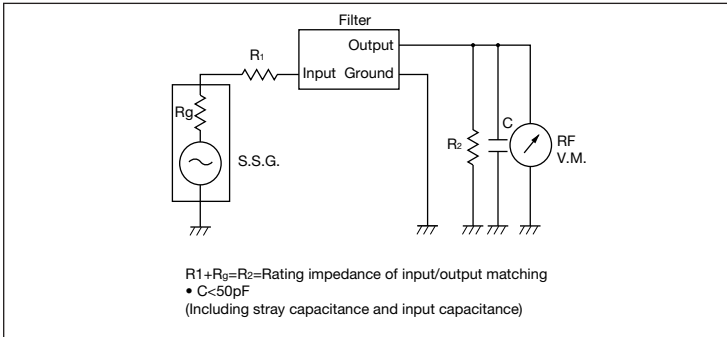 Filter
Output
R1
Input Ground
Rg
C
R2
RF
V.M.
S.S.G.
R1+Rg=R2=Rating impedance of input/output matching
• C<50pF
(Including stray capacitance and input capacitance)